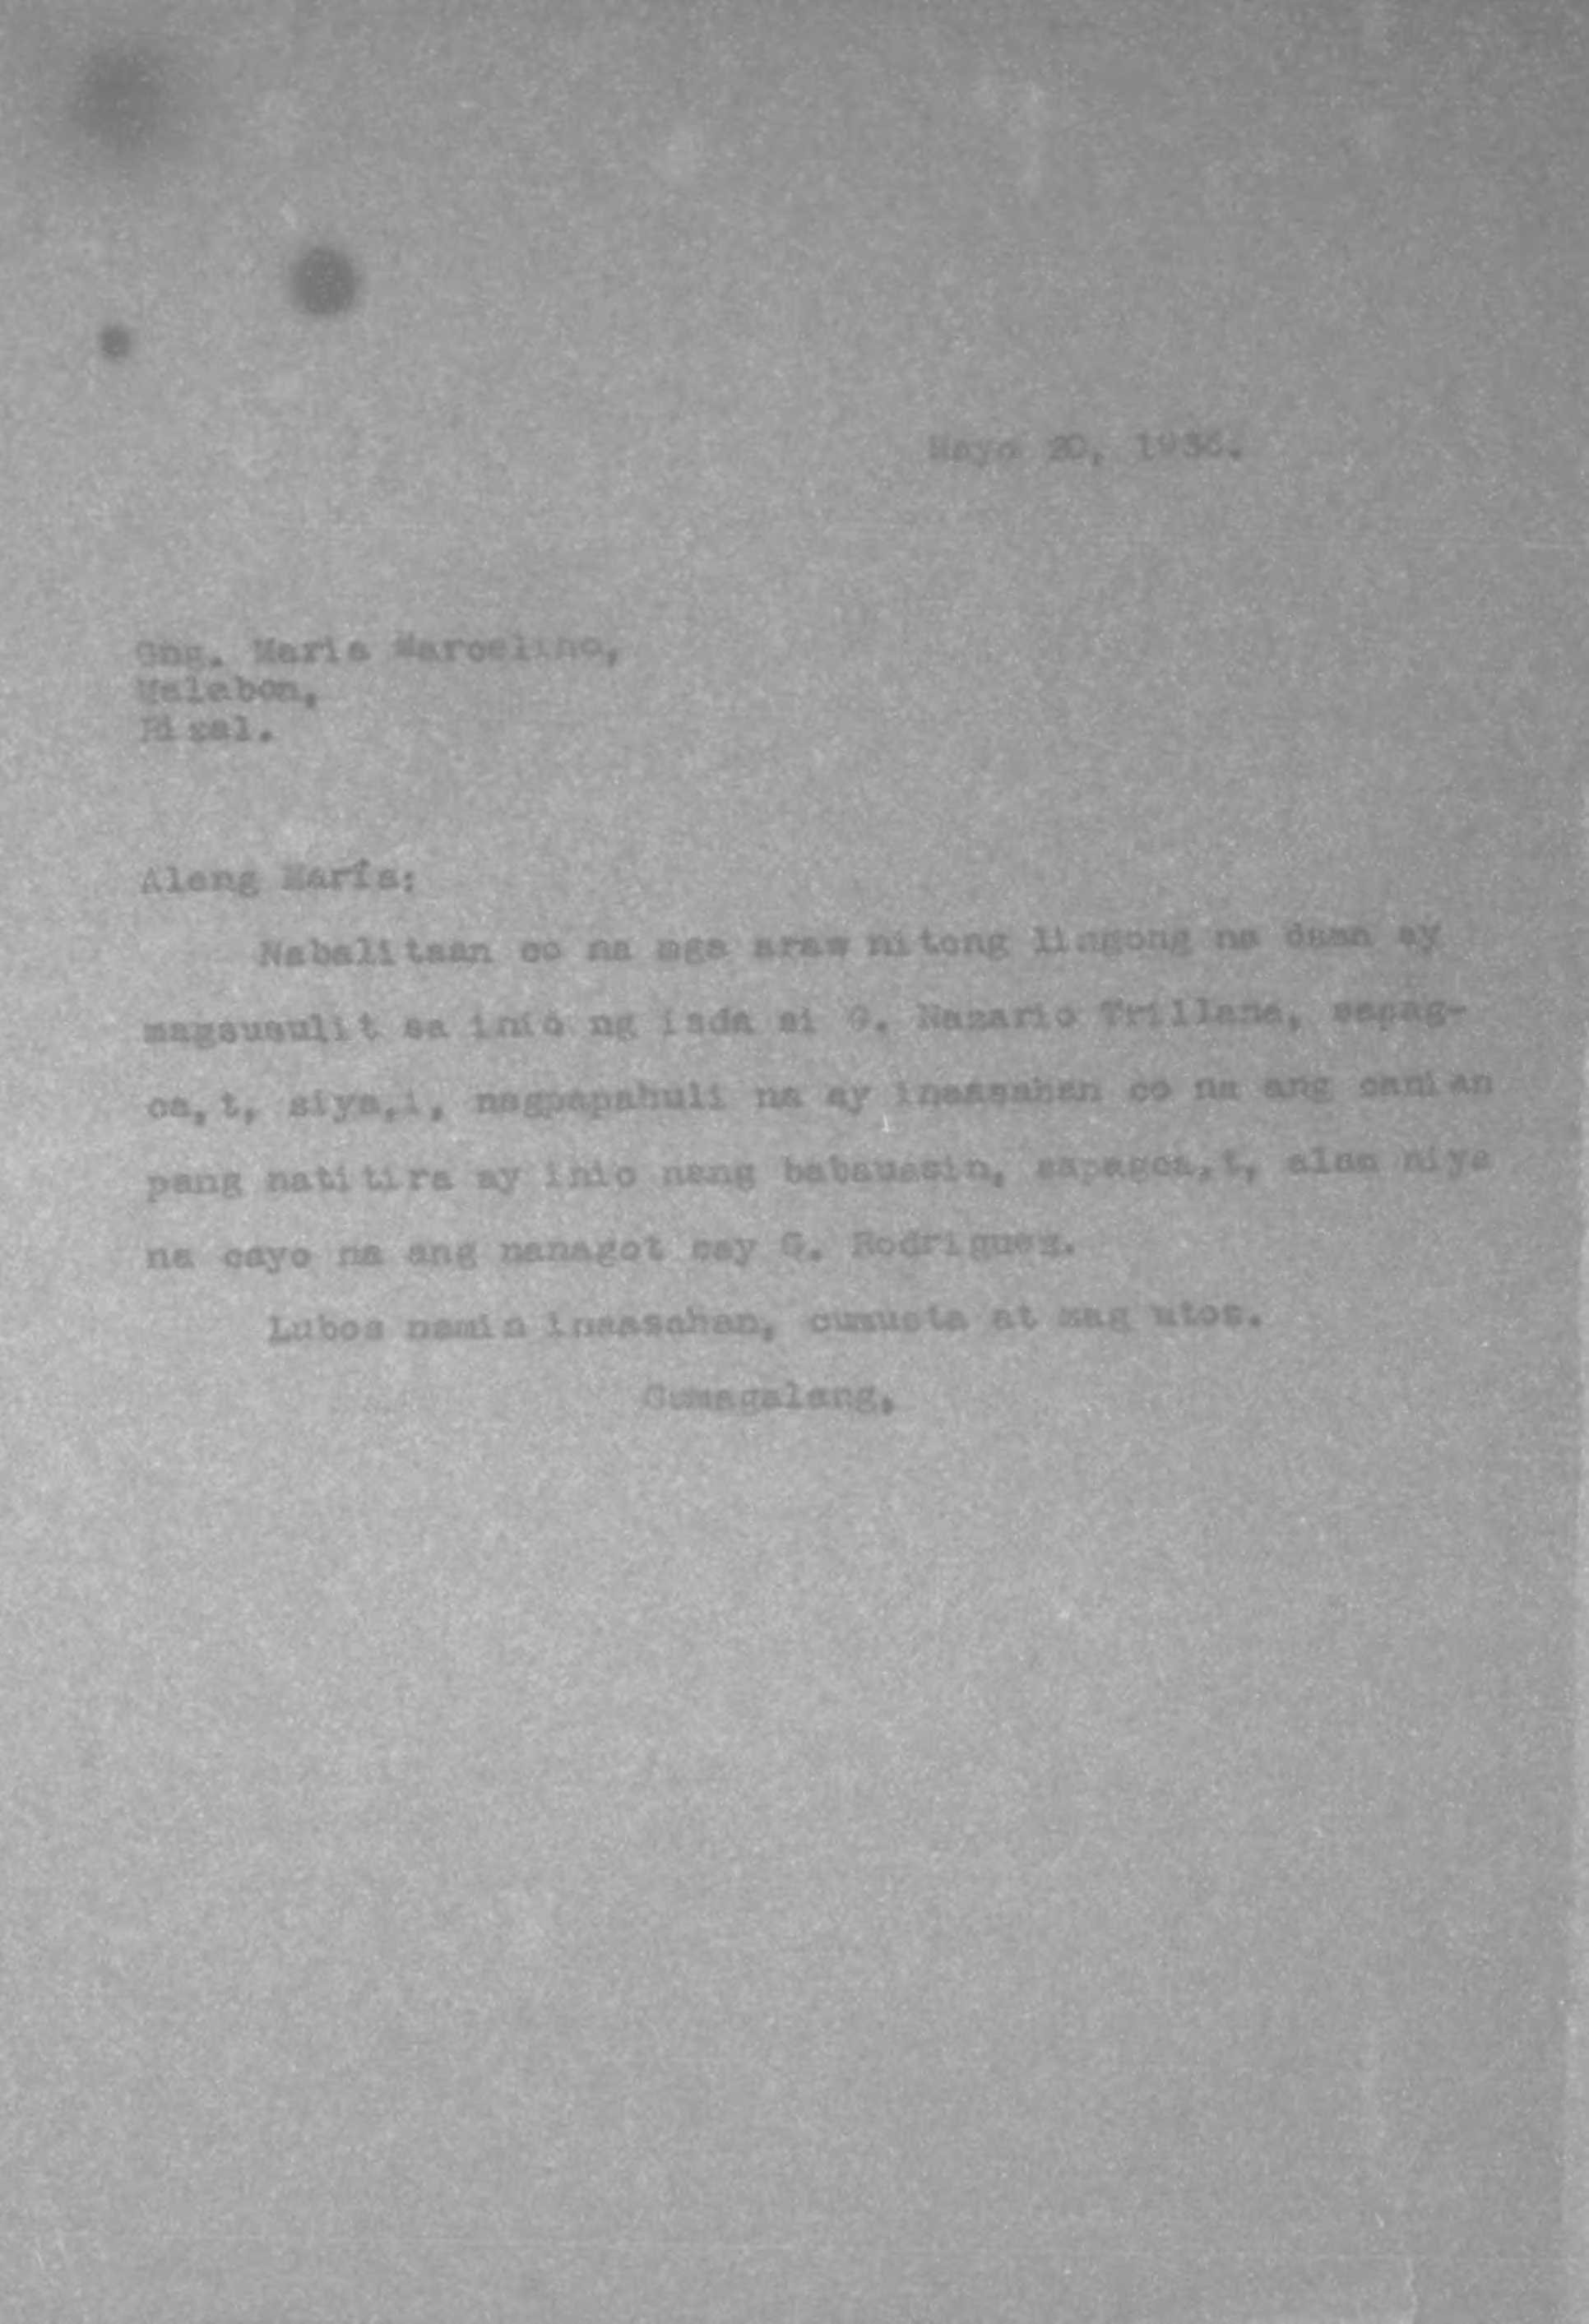 Mayo 20, 1936.
Gng. Maria Marcelino,
Malabon,
Rizal.
Aleng María:
Nabalitaan co na mga araw nitong lingong na daan ay
magsusulit sa inio ng isda si G. Nazario Trillana, sapag-
ca,t, siya,i, nagpapahuli na ay inaasahan co na ang canian
pang natitira ay inio nang babauasin, sapagca,t, alam niya
na cayo na ang nanagot cay G. Rodriguez.
Lubos namin inaasahan, cumusta at mag utos.
Gumagalang,